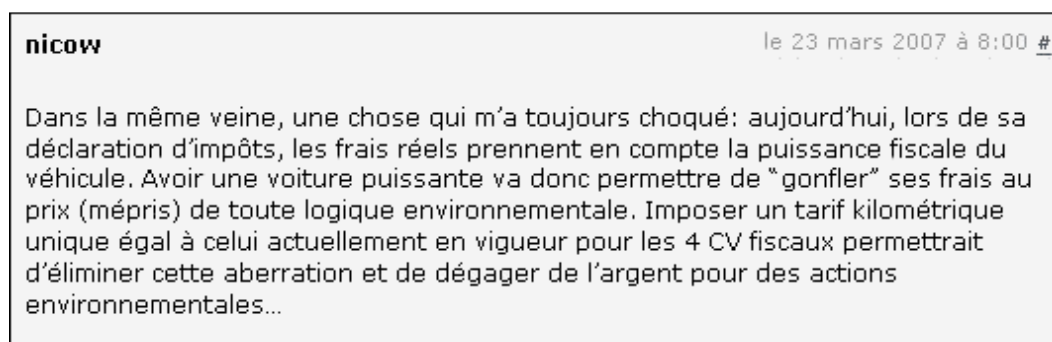 nicow le 23 mars 2007 à 8:00 #
Dans la même veine, une chose qui m’a toujours choqué: aujourd’hui, lors de sa
déclaration d’impôts, les frais réels prennent en compte la puissance fiscale du
véhicule. Avoir une voiture puissante va donc permettre de “gonfler” ses frais au
prix (mépris) de toute logique environnementale. Imposer un tarif kilométrique
unique égal à celui actuellement en vigueur pour les 4 CV fiscaux permettrait
d’éliminer cette aberration et de dégager de l’argent pour des actions
environnementales…